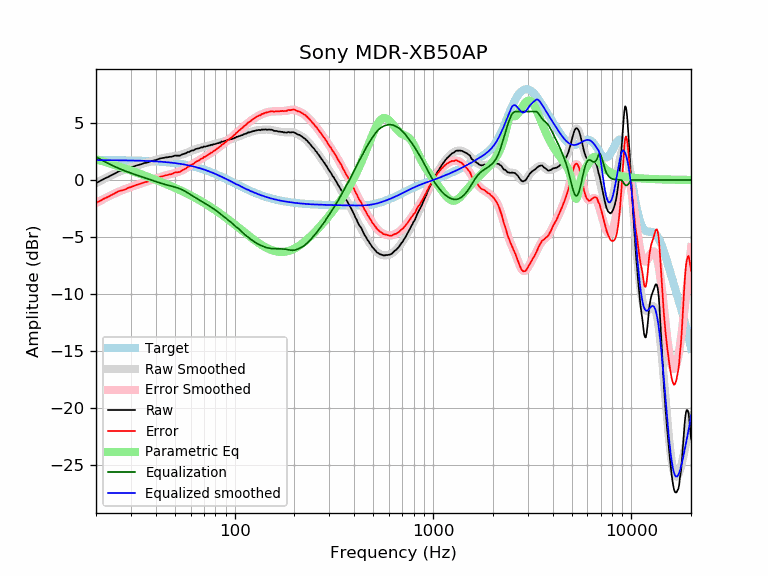 Sony MDR-XB50AP
Amplitude (dBr)
5
0
−5
−10
−15
−20
−25
Target
Raw Smoothed
Error Smoothed
Raw
Error
Parametric Eq
Equalization
Equalized smoothed
100
1000
10000
Frequency (Hz)